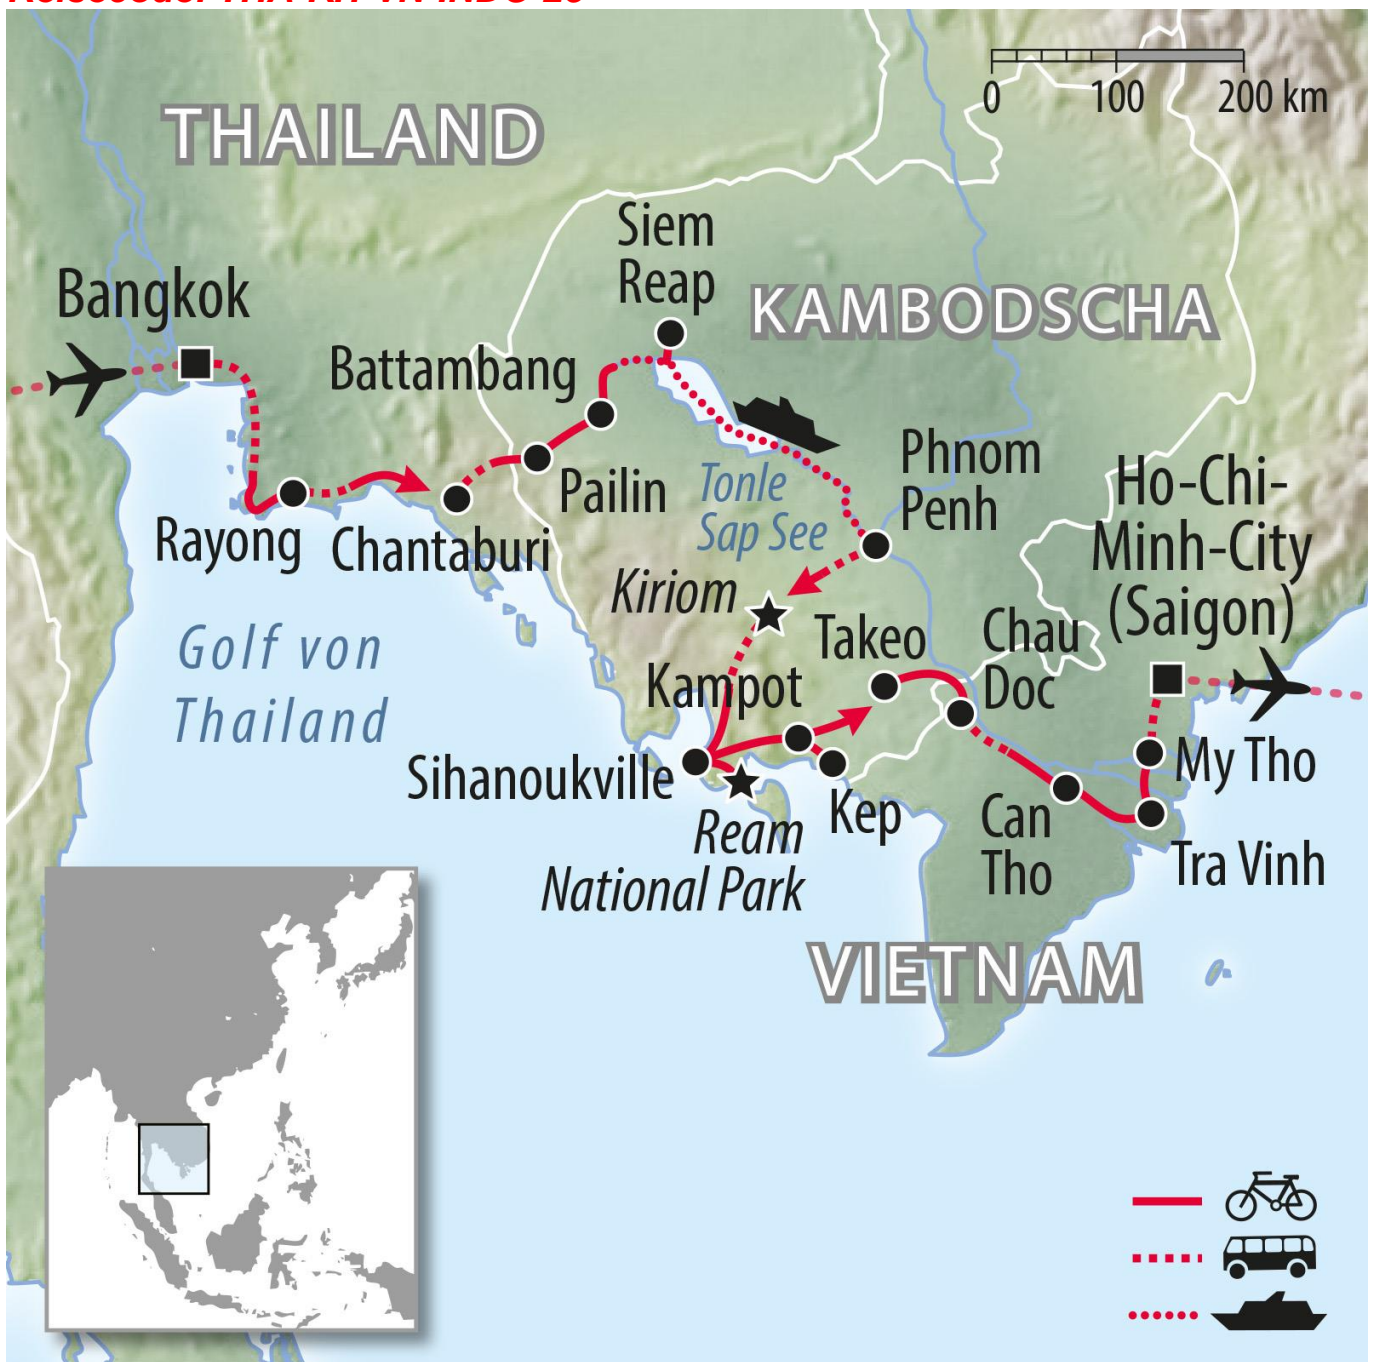 THAILAND
0 100 200 km
Siem
Reap
Bangkok
KAMBODSCHA
Battambang
Phnom
Penh
Ho-Chi-
Minh-City
(Saigon)
Pailin
Tonle
Sap See
Rayong
Chantaburi
Kiriom
Takeo
Chau
Doc
Golf von
Thailand
Kampot
Sihanoukville
My Tho
Kep
Can
Tho
Ream
National Park
Tra Vinh
VIETNAM